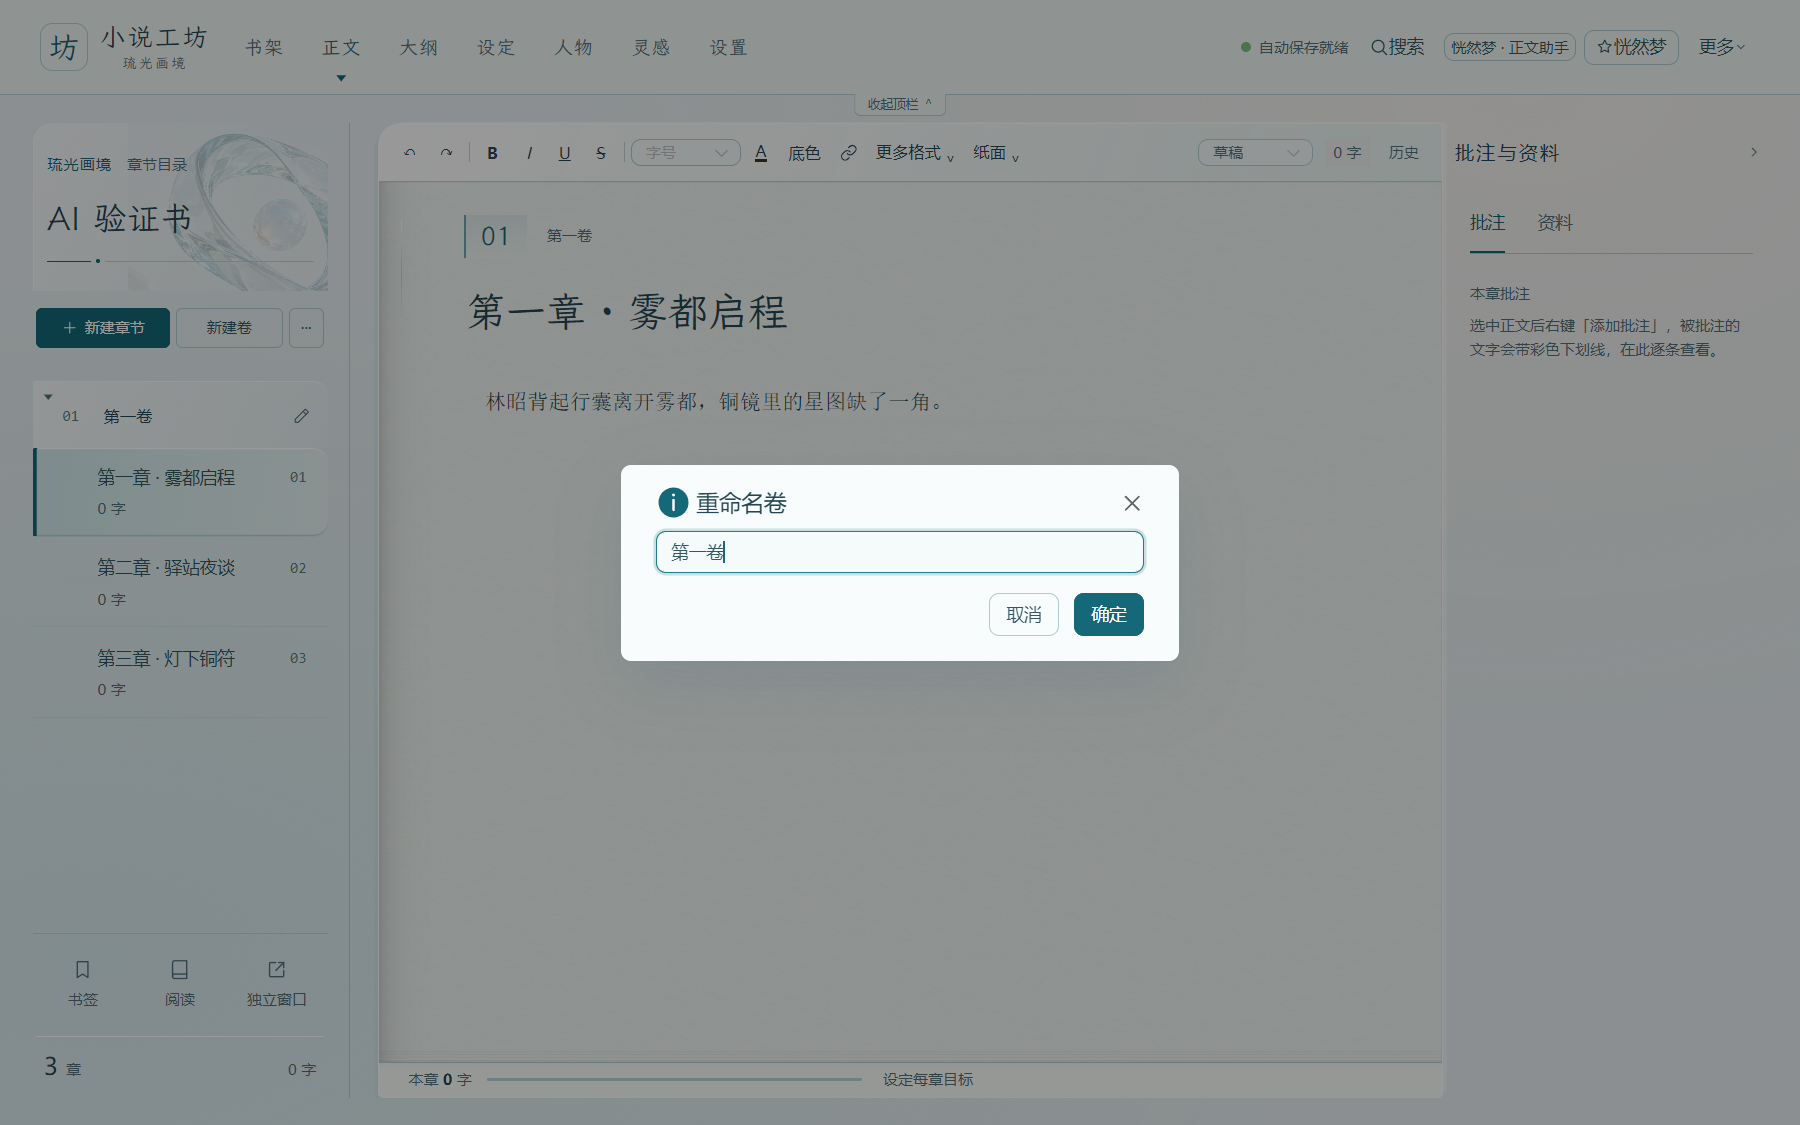 坊
小说工坊
琉光画境
书架
正文
大纲
设定
人物
灵感
设置
自动保存就绪
搜索
恍然梦 · 正文助手
恍然梦
更多
收起顶栏 ^
琉光画境 章节目录
AI 验证书
+ 新建章节
新建卷
...
01 第一卷
第一章 · 雾都启程 01
0 字
第二章 · 驿站夜谈 02
0 字
第三章 · 灯下铜符 03
0 字
书签
阅读
独立窗口
3 章
0 字
B I U S
字号
A
底色
更多格式
纸面
草稿
0 字
历史
01 第一卷
第一章 · 雾都启程
林昭背起行囊离开雾都，铜镜里的星图缺了一角。
重命名卷
第一卷
取消
确定
本章 0 字
设定每章目标
批注与资料
批注
资料
本章批注
选中正文后右键「添加批注」，被批注的
文字会带彩色下划线，在此逐条查看。